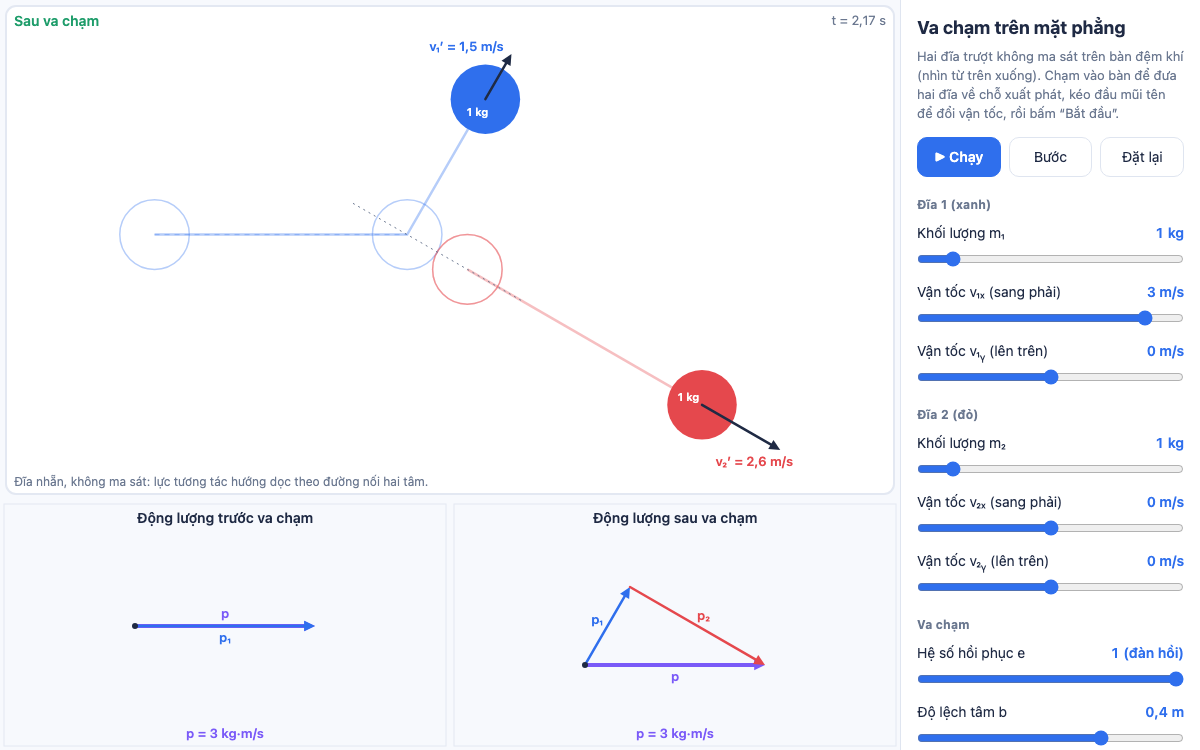 Sau va chạm
t = 2,17 s
v₁′ = 1,5 m/s
1 kg
1 kg
v₂′ = 2,6 m/s
Đĩa nhẵn, không ma sát: lực tương tác hướng dọc theo đường nối hai tâm.
Động lượng trước va chạm
p
p₁
p = 3 kg·m/s
Động lượng sau va chạm
p₁
p₂
p
p = 3 kg·m/s
Va chạm trên mặt phẳng
Hai đĩa trượt không ma sát trên bàn đệm khí
(nhìn từ trên xuống). Chạm vào bàn để đưa
hai đĩa về chỗ xuất phát, kéo đầu mũi tên
để đổi vận tốc, rồi bấm “Bắt đầu”.
▶ Chạy
Bước
Đặt lại
Đĩa 1 (xanh)
Khối lượng m₁ 1 kg
Vận tốc v₁ₓ (sang phải) 3 m/s
Vận tốc v₁ᵧ (lên trên) 0 m/s
Đĩa 2 (đỏ)
Khối lượng m₂ 1 kg
Vận tốc v₂ₓ (sang phải) 0 m/s
Vận tốc v₂ᵧ (lên trên) 0 m/s
Va chạm
Hệ số hồi phục e 1 (đàn hồi)
Độ lệch tâm b 0,4 m